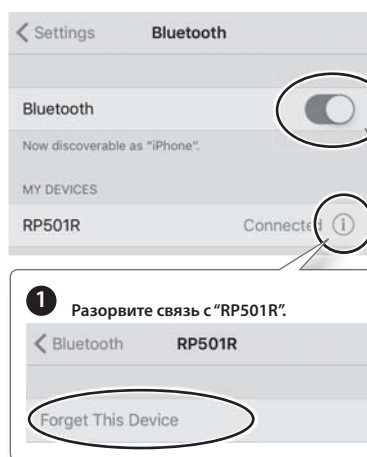 Settings Bluetooth
Bluetooth
Now discoverable as "iPhone".
MY DEVICES
RP501R Connected
1 Разорвите связь с “RP501R”.
Bluetooth RP501R
Forget This Device